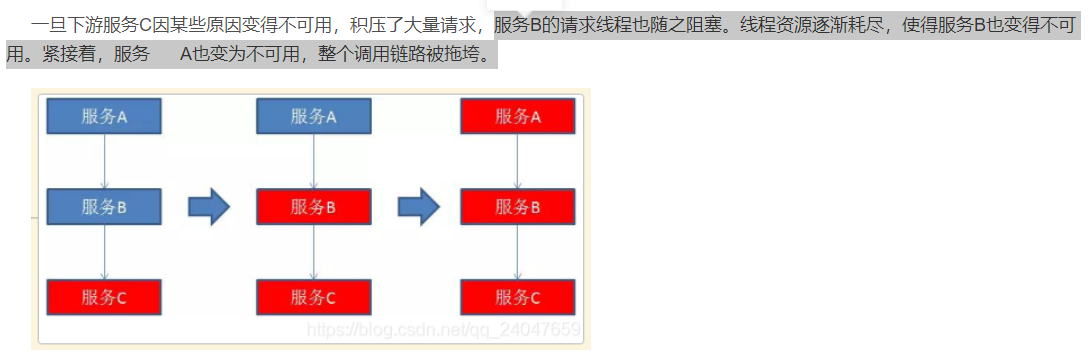 一旦下游服务C因某些原因变得不可用，积压了大量请求，服务B的请求线程也随之阻塞。线程资源逐渐耗尽，使得服务B也变得不可
用。紧接着，服务 A也变为不可用，整个调用链路被拖垮。
服务A 服务A 服务A
服务B 服务B 服务B
服务C 服务C 服务C
https://blog.csdn.net/qq_24047659